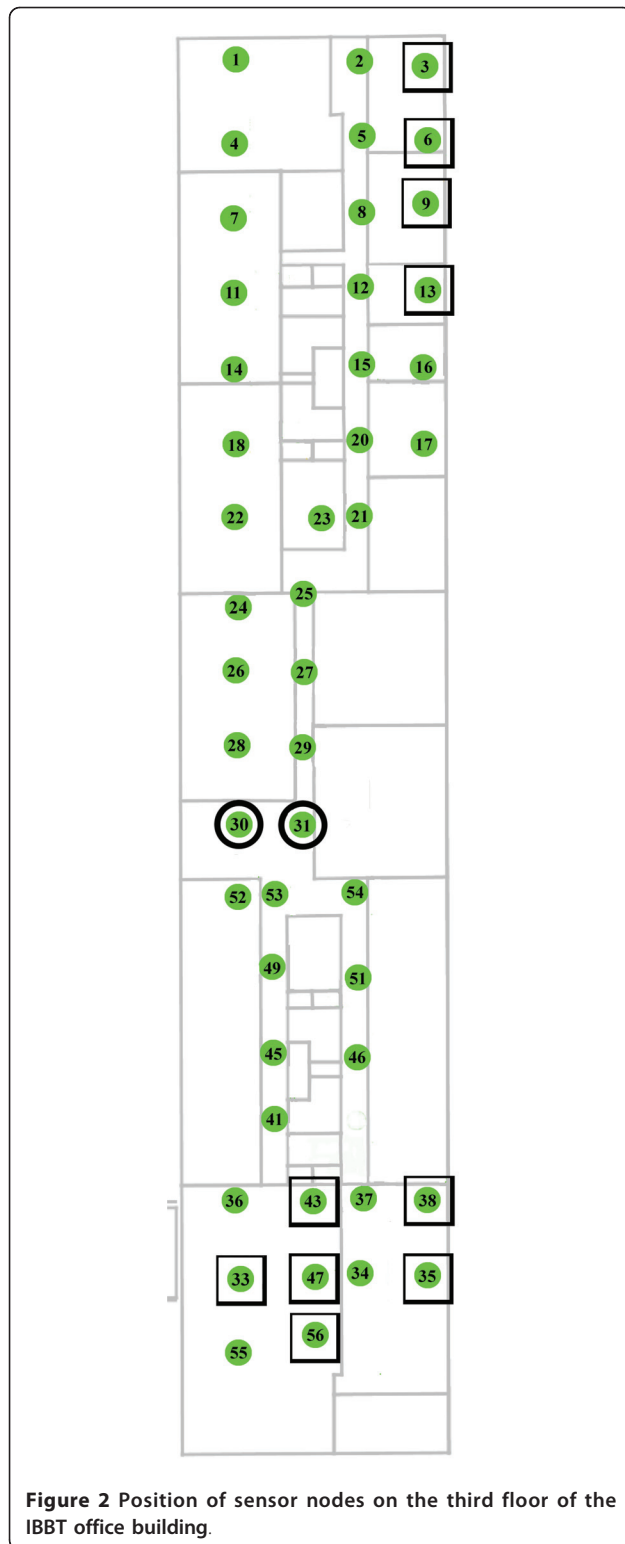 1 2 3
4 5 6
7 8 9
11 12 13
14 15 16
18 20 17
22 23 21
24 25
26 27
28 29
30 31
52 53 54
49 51
45 46
41
36 43 37 38
33 47 34 35
55 56
Figure 2 Position of sensor nodes on the third floor of the
IBBT office building.